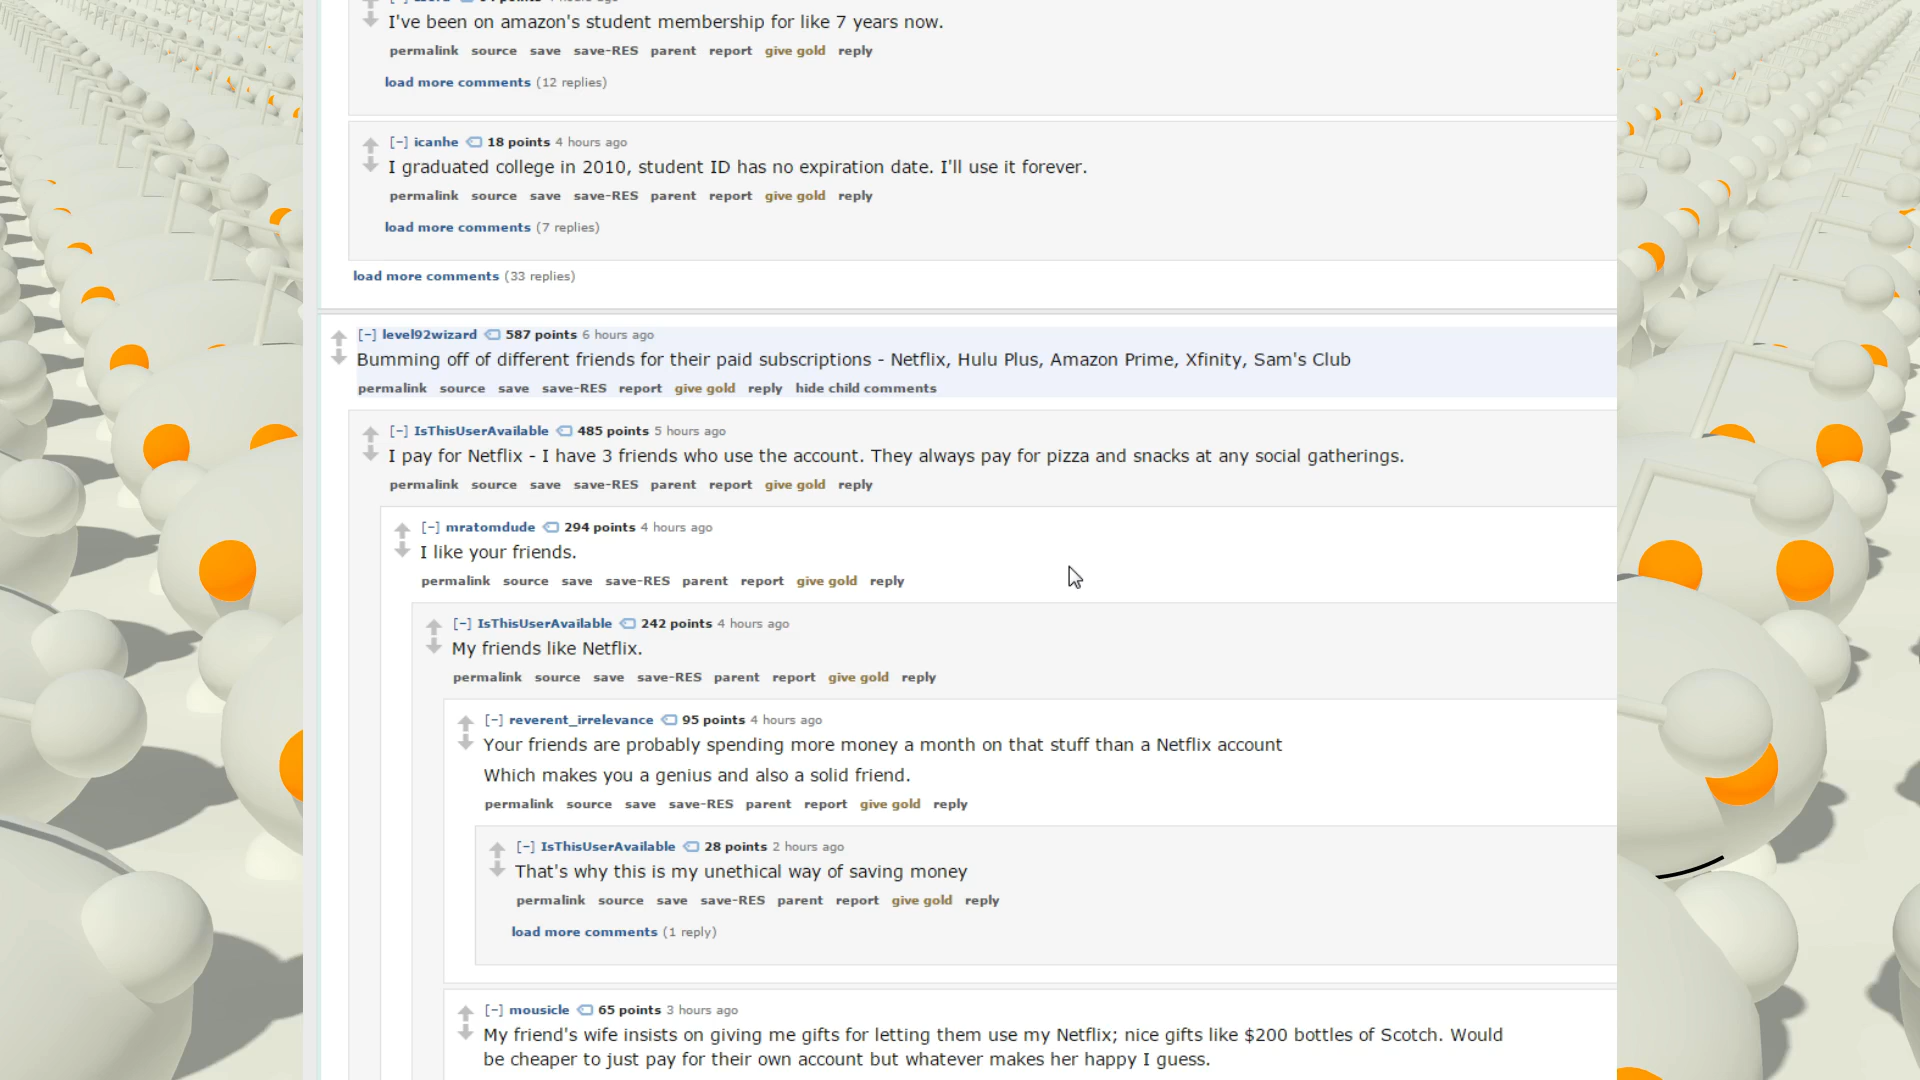 I've been on amazon's student membership for like 7 years now.
permalink source save save-RES parent report give gold reply
load more comments (12 replies)
[-] icanhe 18 points 4 hours ago
I graduated college in 2010, student ID has no expiration date. I'll use it forever.
permalink source save save-RES parent report give gold reply
load more comments (7 replies)
load more comments (33 replies)
[-] level92wizard 587 points 6 hours ago
Bumming off of different friends for their paid subscriptions - Netflix, Hulu Plus, Amazon Prime, Xfinity, Sam's Club
permalink source save save-RES report give gold reply hide child comments
[-] IsThisUserAvailable 485 points 5 hours ago
I pay for Netflix - I have 3 friends who use the account. They always pay for pizza and snacks at any social gatherings.
permalink source save save-RES parent report give gold reply
[-] mratomdude 294 points 4 hours ago
I like your friends.
permalink source save save-RES parent report give gold reply
[-] IsThisUserAvailable 242 points 4 hours ago
My friends like Netflix.
permalink source save save-RES parent report give gold reply
[-] reverent_irrelevance 95 points 4 hours ago
Your friends are probably spending more money a month on that stuff than a Netflix account
Which makes you a genius and also a solid friend.
permalink source save save-RES parent report give gold reply
[-] IsThisUserAvailable 28 points 2 hours ago
That's why this is my unethical way of saving money
permalink source save save-RES parent report give gold reply
load more comments (1 reply)
[-] mousicle 65 points 3 hours ago
My friend's wife insists on giving me gifts for letting them use my Netflix; nice gifts like $200 bottles of Scotch. Would
be cheaper to just pay for their own account but whatever makes her happy I guess.